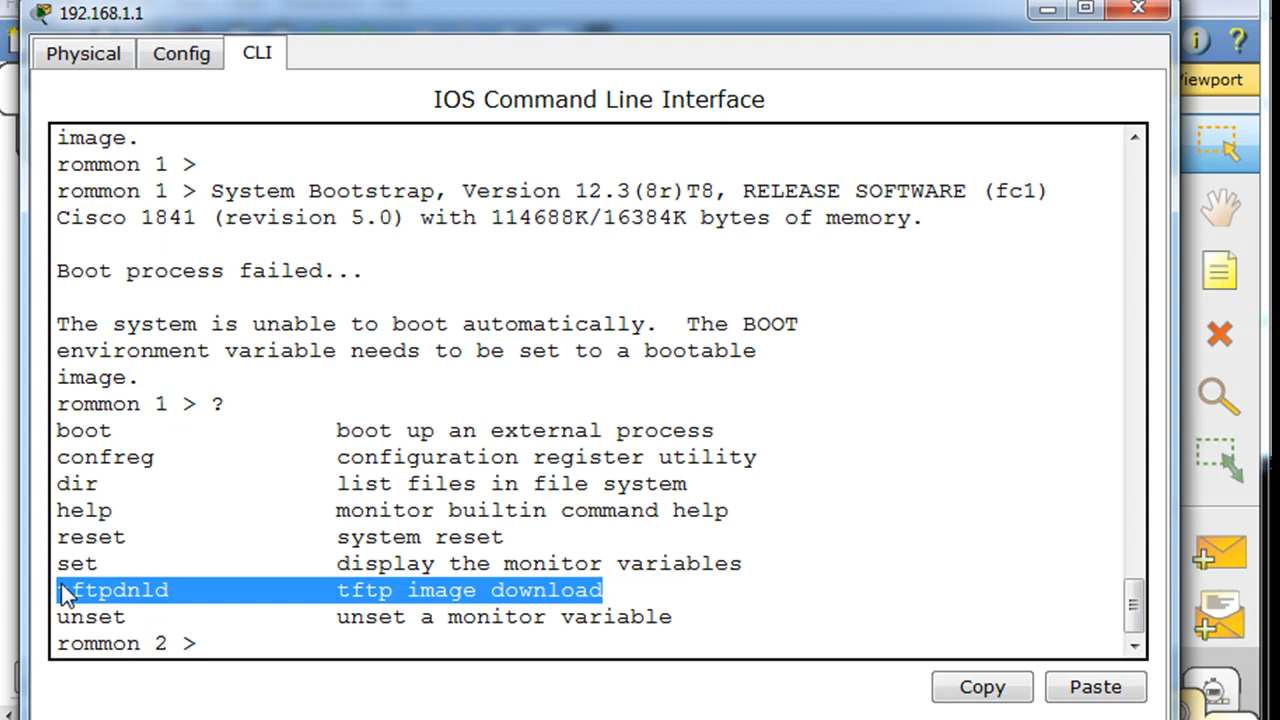 192.168.1.1
Physical
Config
CLI
iewport
IOS Command Line Interface
image.
rommon 1 >
rommon 1 > System Bootstrap, Version 12.3(8r)T8, RELEASE SOFTWARE (fc1)
Cisco 1841 (revision 5.0) with 114688K/16384K bytes of memory.
Boot process failed...
The system is unable to boot automatically.  The BOOT
environment variable needs to be set to a bootable
image.
rommon 1 > ?
boot                boot up an external process
confreg             configuration register utility
dir                 list files in file system
help                monitor builtin command help
reset               system reset
set                 display the monitor variables
tftpdnld            tftp image download
unset               unset a monitor variable
rommon 2 >
Copy
Paste